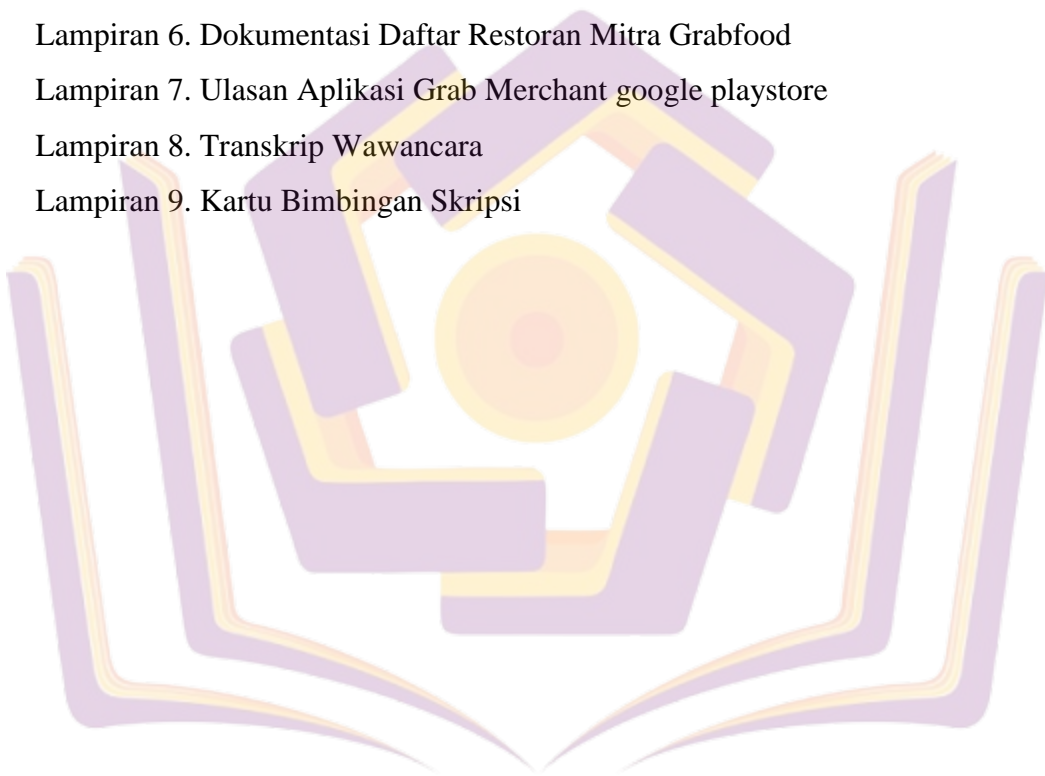 Lampiran 6. Dokumentasi Daftar Restoran Mitra Grabfood
Lampiran 7. Ulasan Aplikasi Grab Merchant google playstore
Lampiran 8. Transkrip Wawancara
Lampiran 9. Kartu Bimbingan Skripsi